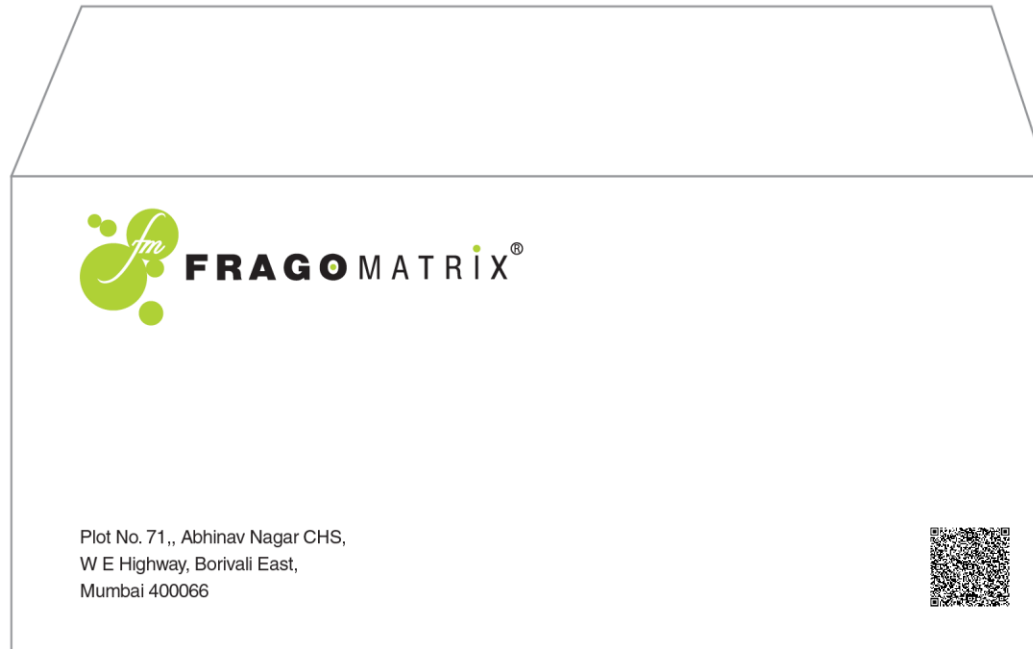 fm
FRAGOMATRiX®
Plot No. 71,, Abhinav Nagar CHS,
W E Highway, Borivali East,
Mumbai 400066